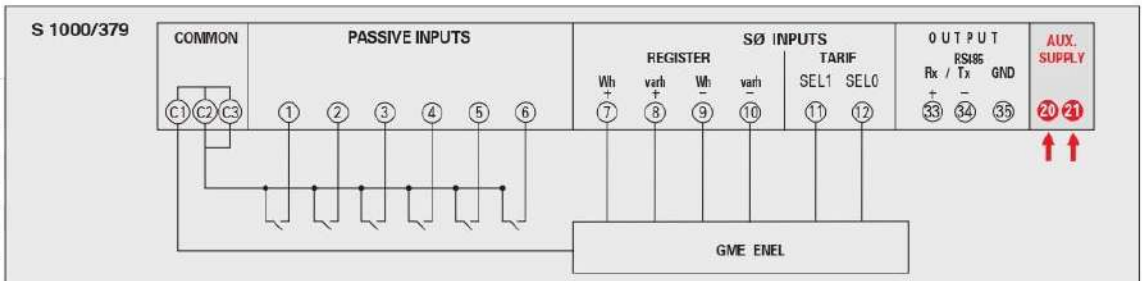 S 1000/379
COMMON
PASSIVE INPUTS
SØ INPUTS
OUTPUT
AUX. SUPPLY
REGISTER
TARIF
RS485
Wh varh Wh varh
+ + − −
SEL1 SEL0
Rx / Tx GND
+ −
C1 C2 C3
1 2 3 4 5 6
7 8 9 10
11 12
33 34 35
20 21
GME ENEL